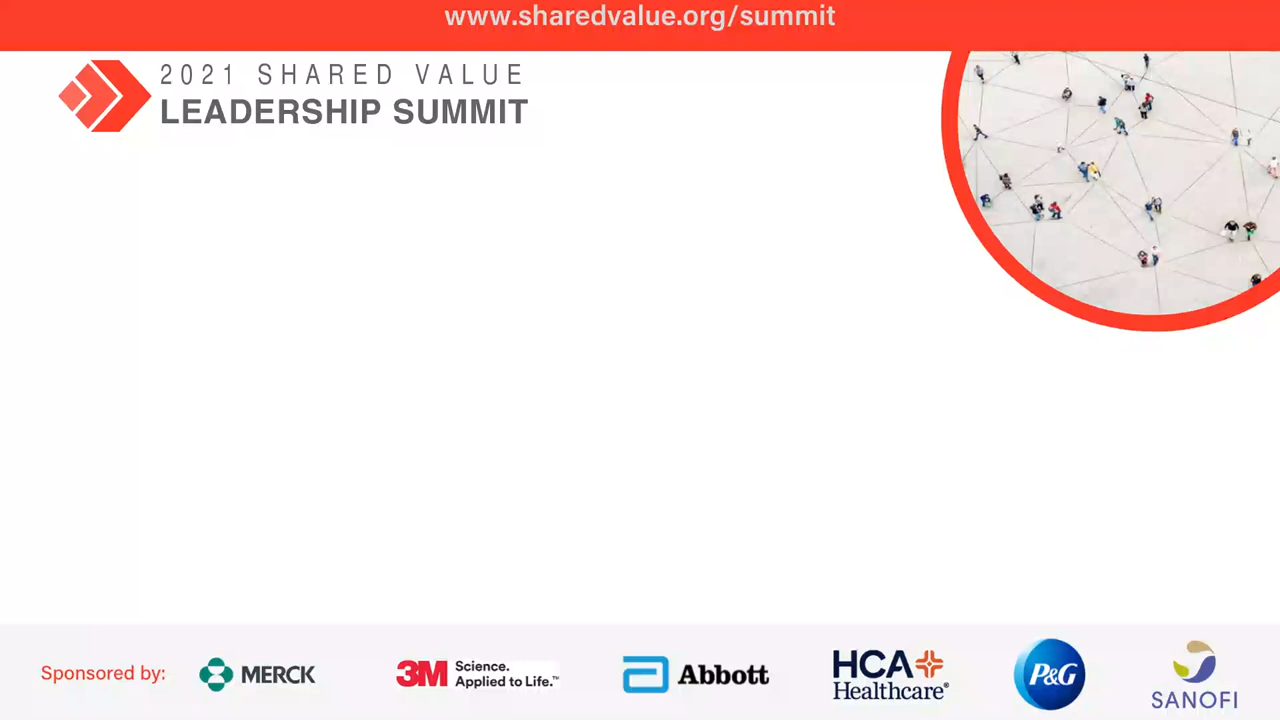 www.sharedvalue.org/summit
2021 SHARED VALUE
LEADERSHIP SUMMIT
Sponsored by:
MERCK
3M
Science.
Applied to Life.™
Abbott
HCA
Healthcare®
P&G
SANOFI